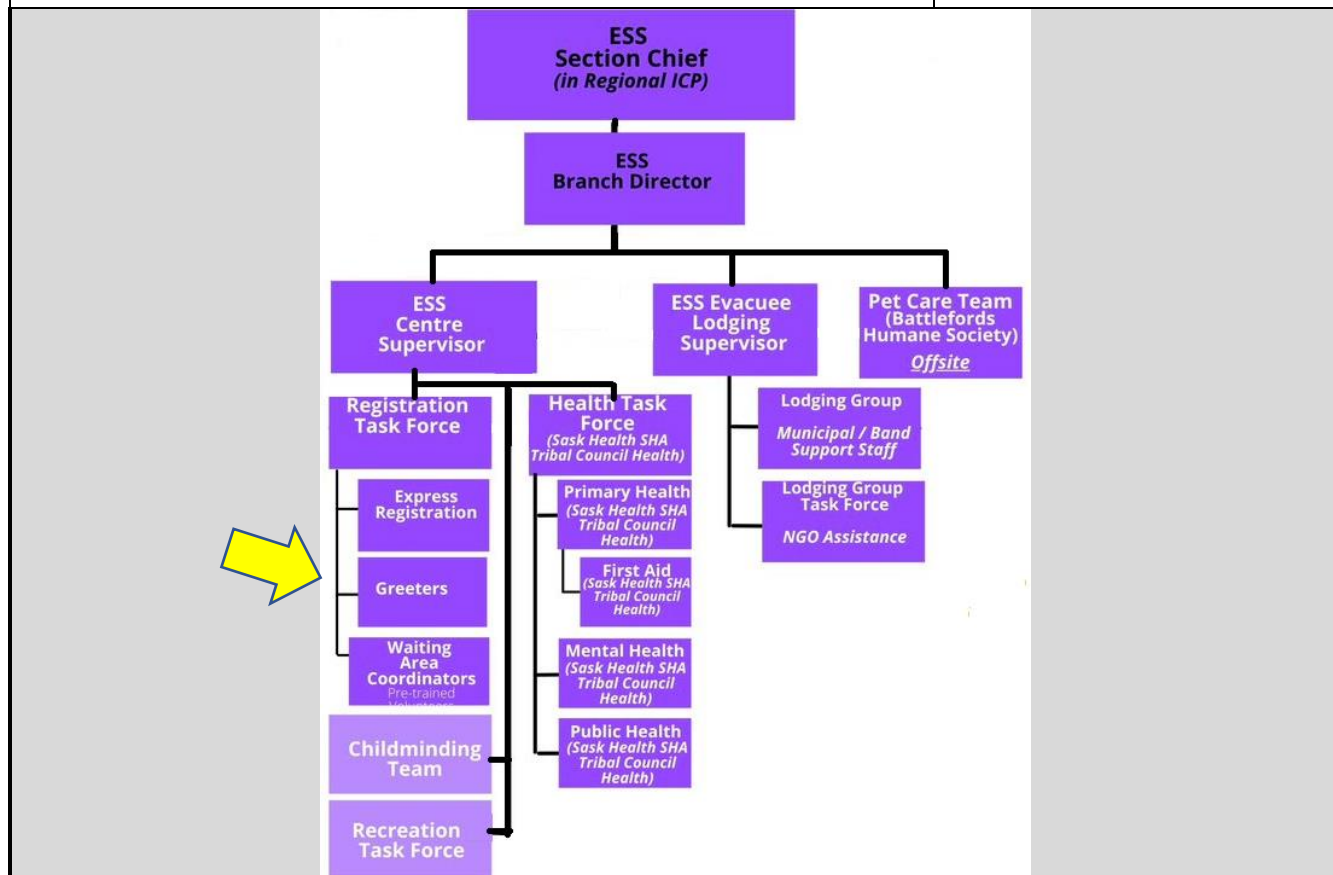 ESS
Section Chief
(in Regional ICP)
ESS
Branch Director
ESS
Centre
Supervisor
ESS Evacuee
Lodging
Supervisor
Pet Care Team
(Battlefords
Humane Society)
Offsite
Registration
Task Force
Express
Registration
Greeters
Waiting
Area
Coordinators
Pre-trained
Volunteers
Childminding
Team
Recreation
Task Force
Health Task
Force
(Sask Health SHA
Tribal Council Health)
Primary Health
(Sask Health SHA
Tribal Council
Health)
First Aid
(Sask Health SHA
Tribal Council
Health)
Mental Health
(Sask Health SHA
Tribal Council
Health)
Public Health
(Sask Health SHA
Tribal Council
Health)
Lodging Group
Municipal / Band
Support Staff
Lodging Group
Task Force
NGO Assistance